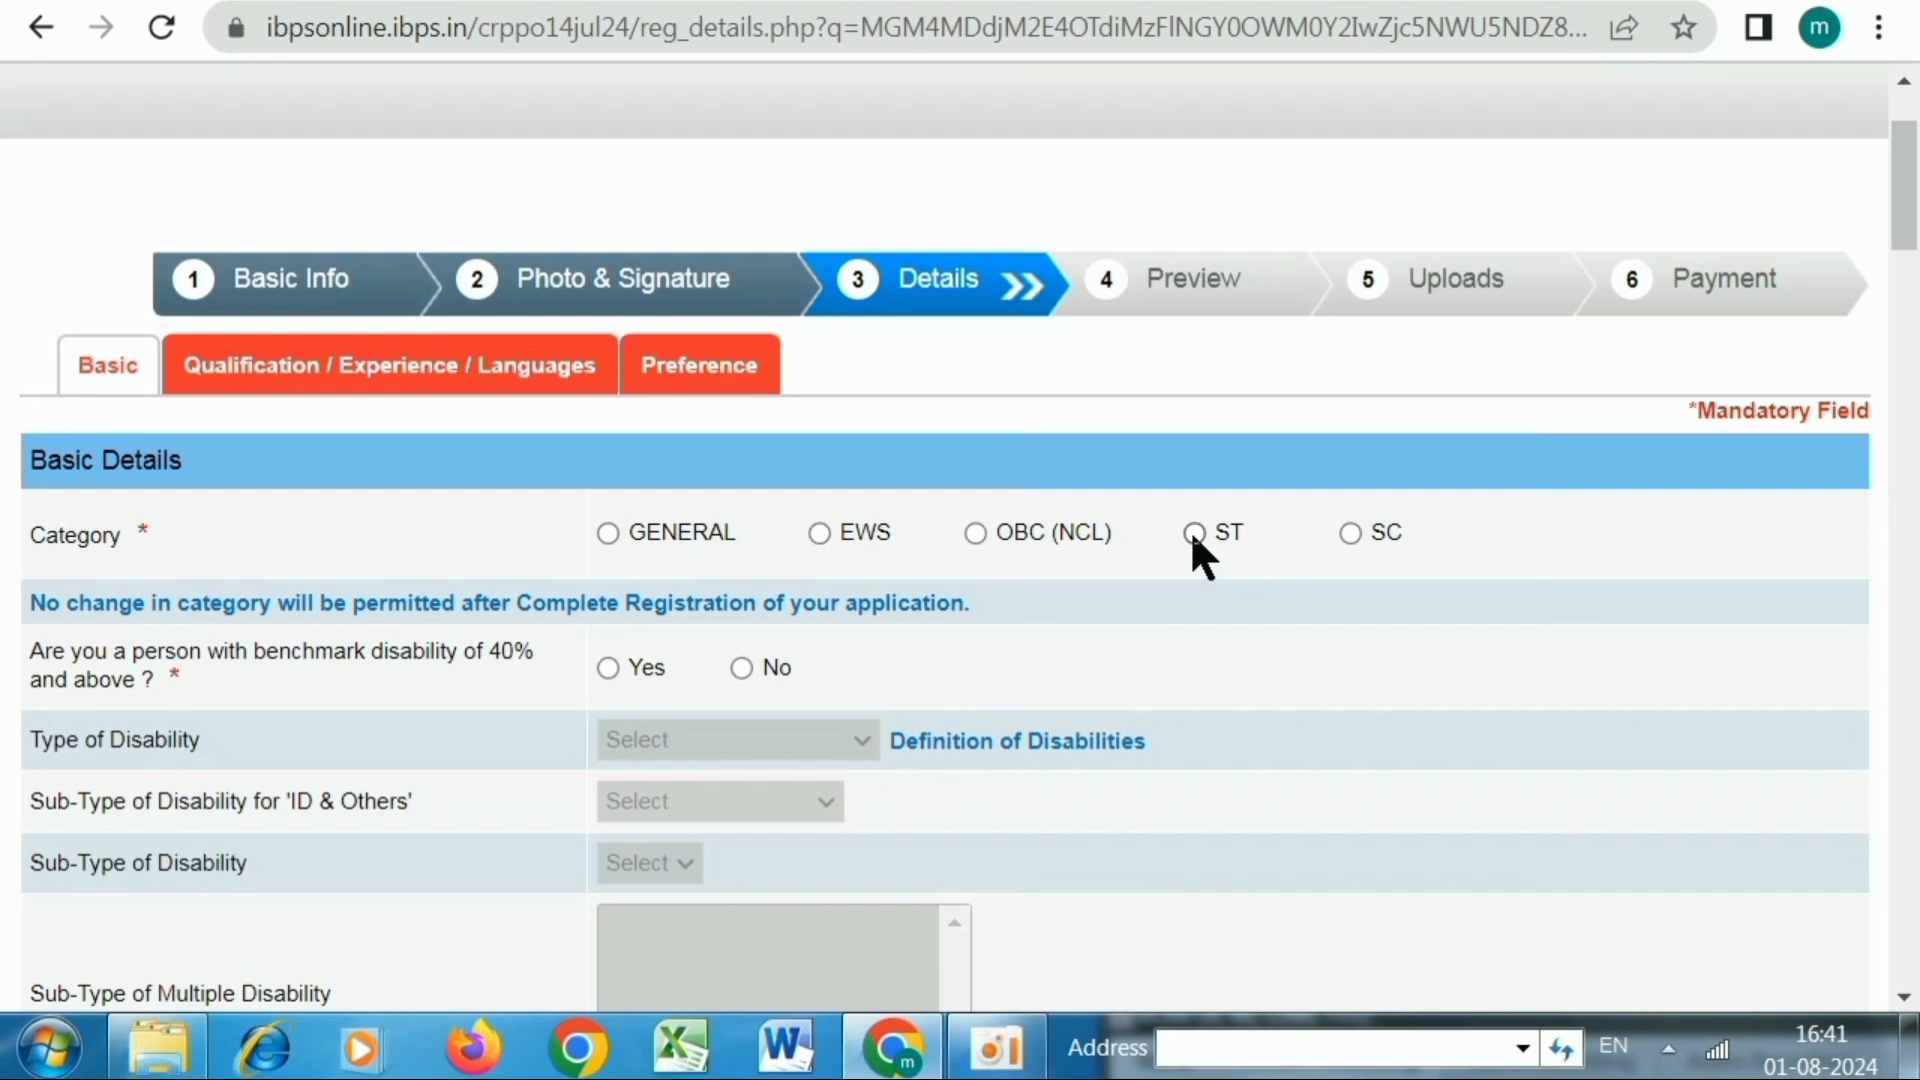 ibpsonline.ibps.in/crppo14jul24/reg_details.php?q=MGM4MDdjM2E4OTdiMzFlNGY0OWM0Y2IwZjc5NWU5NDZ8...
m
1 Basic Info 2 Photo & Signature 3 Details 4 Preview 5 Uploads 6 Payment
Basic Qualification / Experience / Languages Preference
*Mandatory Field
Basic Details
Category * GENERAL EWS OBC (NCL) ST SC
No change in category will be permitted after Complete Registration of your application.
Are you a person with benchmark disability of 40%
and above ? * Yes No
Type of Disability Select Definition of Disabilities
Sub-Type of Disability for 'ID & Others' Select
Sub-Type of Disability Select
Sub-Type of Multiple Disability
Address EN 16:41
01-08-2024
m